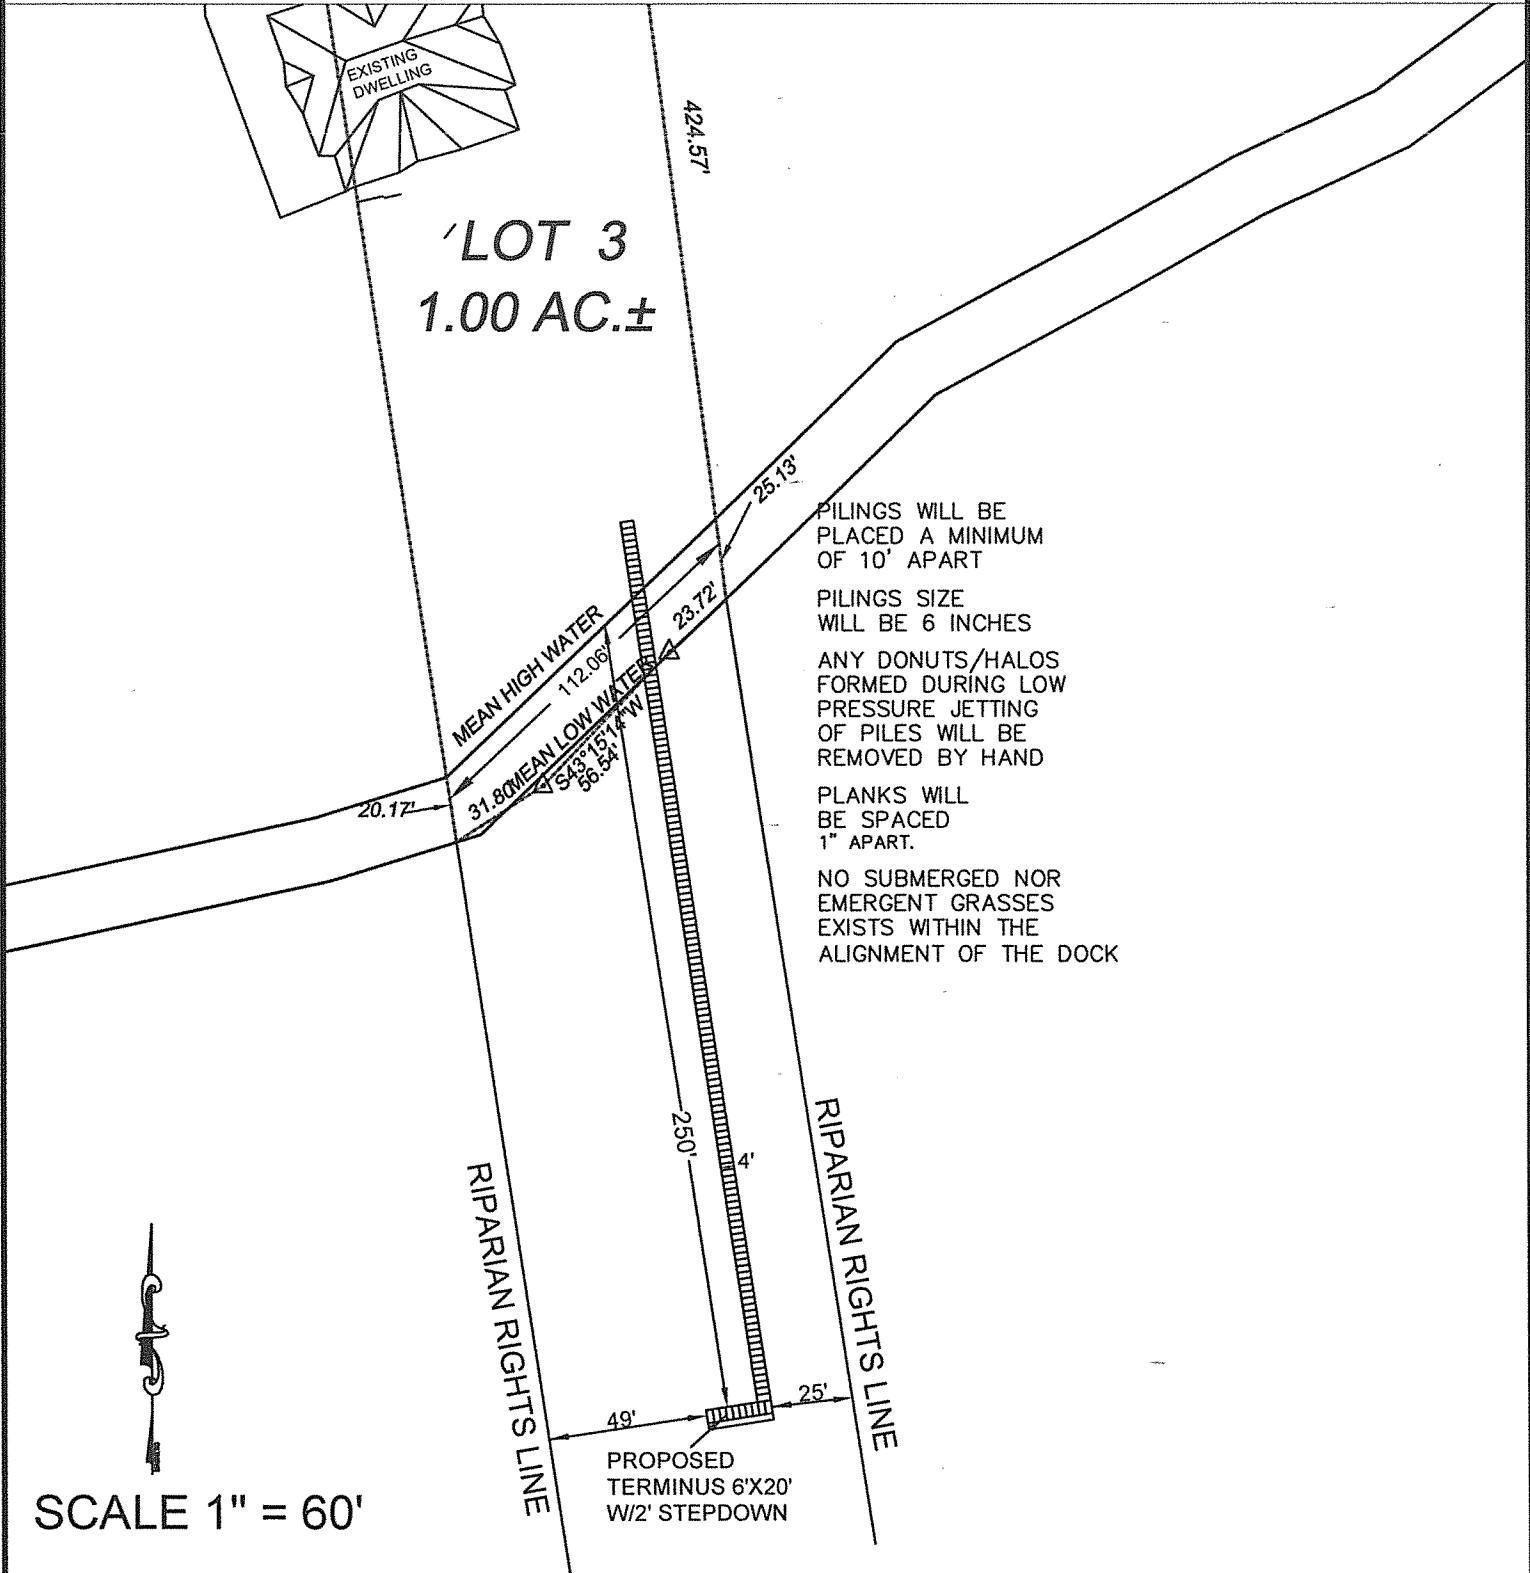 EXISTING
DWELLING
424.57'
LOT 3
1.00 AC.±
25.13'
PILINGS WILL BE
PLACED A MINIMUM
OF 10' APART
PILINGS SIZE
WILL BE 6 INCHES
ANY DONUTS/HALOS
FORMED DURING LOW
PRESSURE JETTING
OF PILES WILL BE
REMOVED BY HAND
PLANKS WILL
BE SPACED
1" APART.
NO SUBMERGED NOR
EMERGENT GRASSES
EXISTS WITHIN THE
ALIGNMENT OF THE DOCK
23.72'
MEAN HIGH WATER
112.06'
MEAN LOW WATER
S43°15'14"W
56.54'
31.80'
20.17'
250'
4'
RIPARIAN RIGHTS LINE
RIPARIAN RIGHTS LINE
49'
25'
PROPOSED
TERMINUS 6'X20'
W/2' STEPDOWN
SCALE 1" = 60'